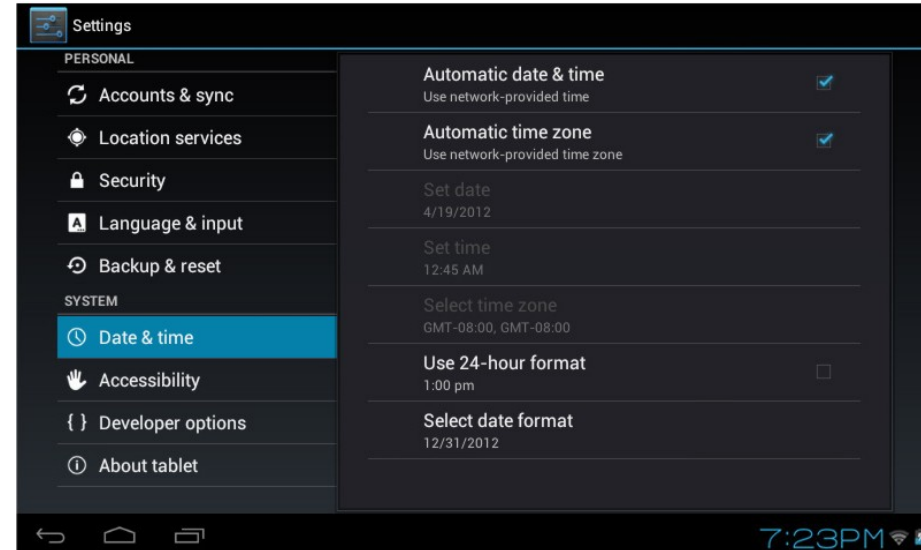 Settings
PERSONAL
Accounts & sync
Location services
Security
Language & input
Backup & reset
SYSTEM
Date & time
Accessibility
{ } Developer options
About tablet
Automatic date & time
Use network-provided time
Automatic time zone
Use network-provided time zone
Set date
4/19/2012
Set time
12:45 AM
Select time zone
GMT-08:00, GMT-08:00
Use 24-hour format
1:00 pm
Select date format
12/31/2012
7:23PM